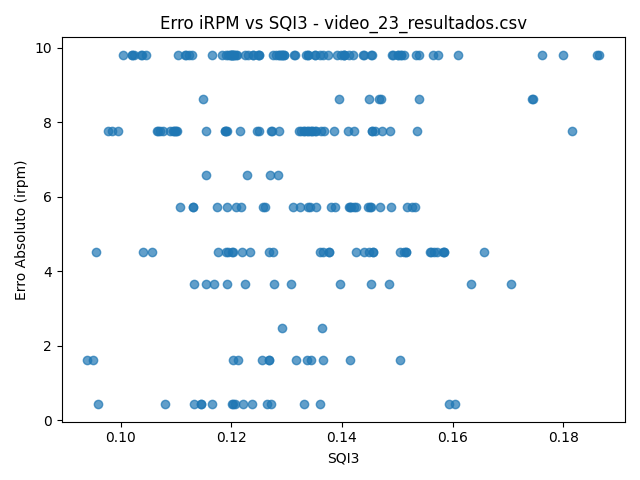 Erro iRPM vs SQI3 - video_23_resultados.csv
10
8
6
4
2
0
Erro Absoluto (irpm)
0.10 0.12 0.14 0.16 0.18
SQI3